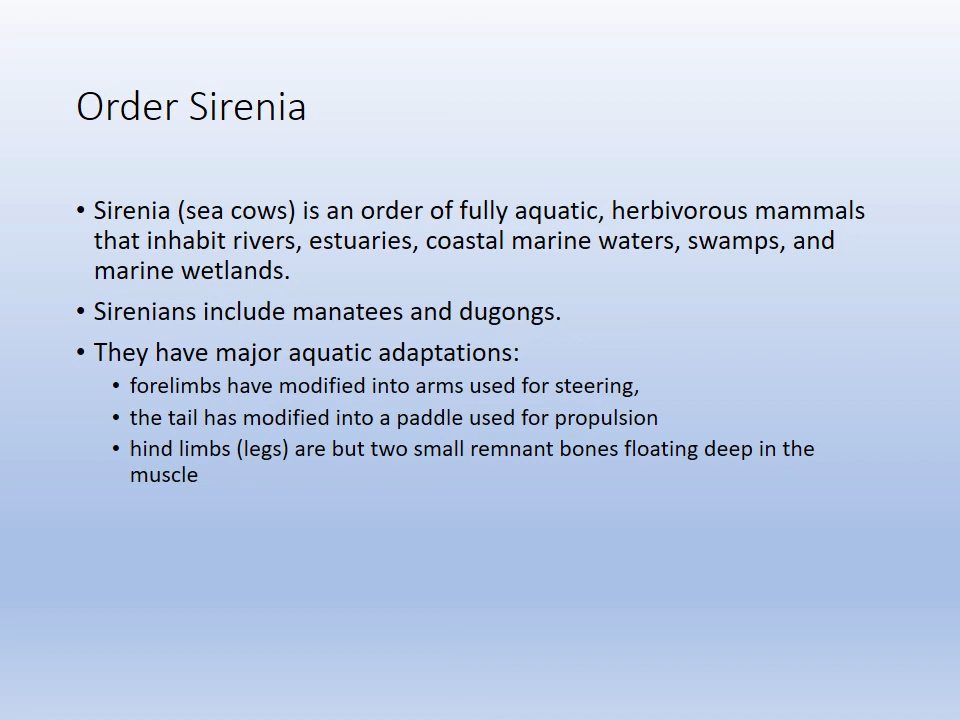 Order Sirenia
• Sirenia (sea cows) is an order of fully aquatic, herbivorous mammals
that inhabit rivers, estuaries, coastal marine waters, swamps, and
marine wetlands.
• Sirenians include manatees and dugongs.
• They have major aquatic adaptations:
• forelimbs have modified into arms used for steering,
• the tail has modified into a paddle used for propulsion
• hind limbs (legs) are but two small remnant bones floating deep in the
muscle